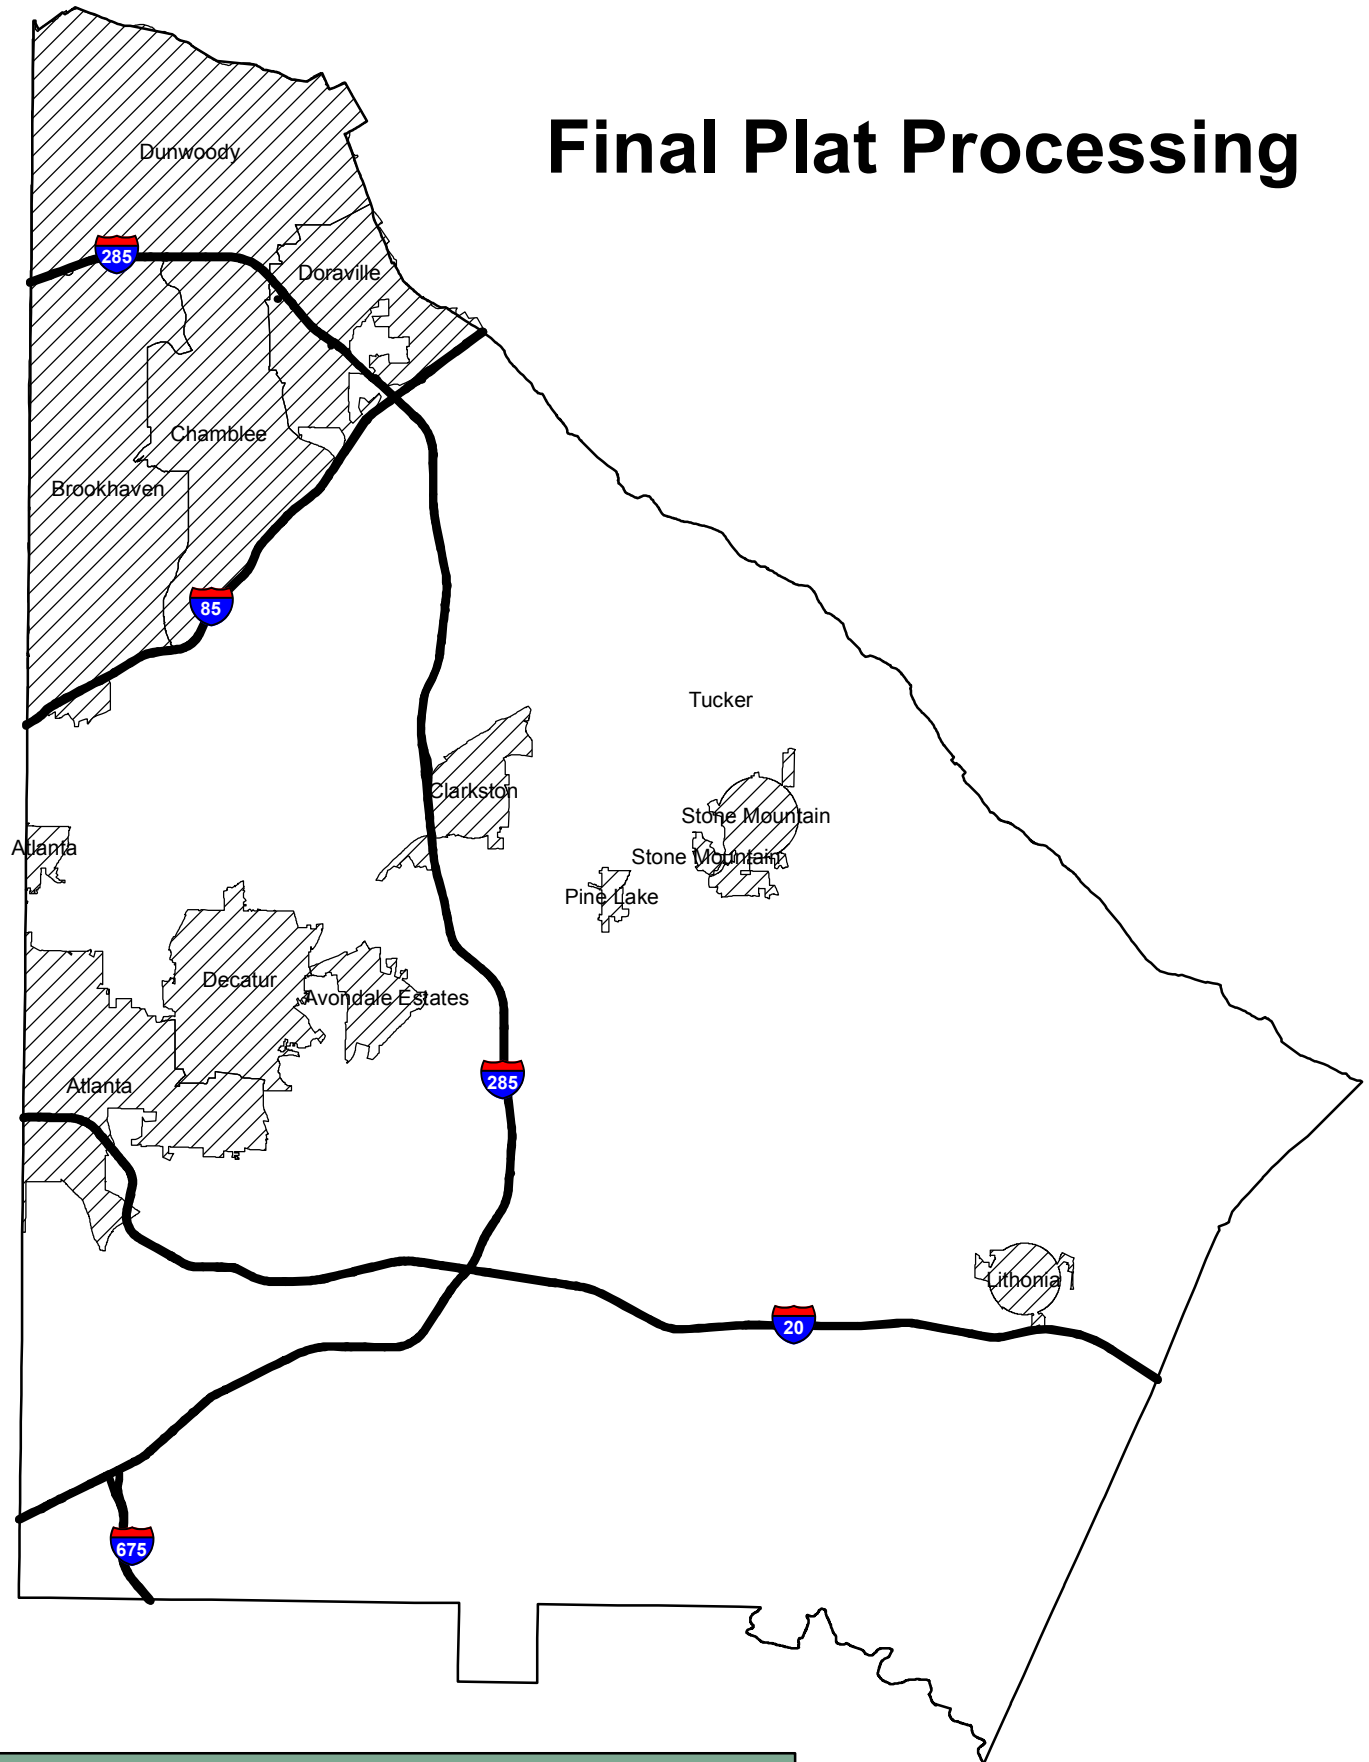 Final Plat Processing
Dunwoody
285
Doraville
Chamblee
Brookhaven
85
Tucker
Clarkston
Stone Mountain
Atlanta
Stone Mountain
Pine Lake
Decatur
Avondale Estates
285
Atlanta
Lithonia
20
675